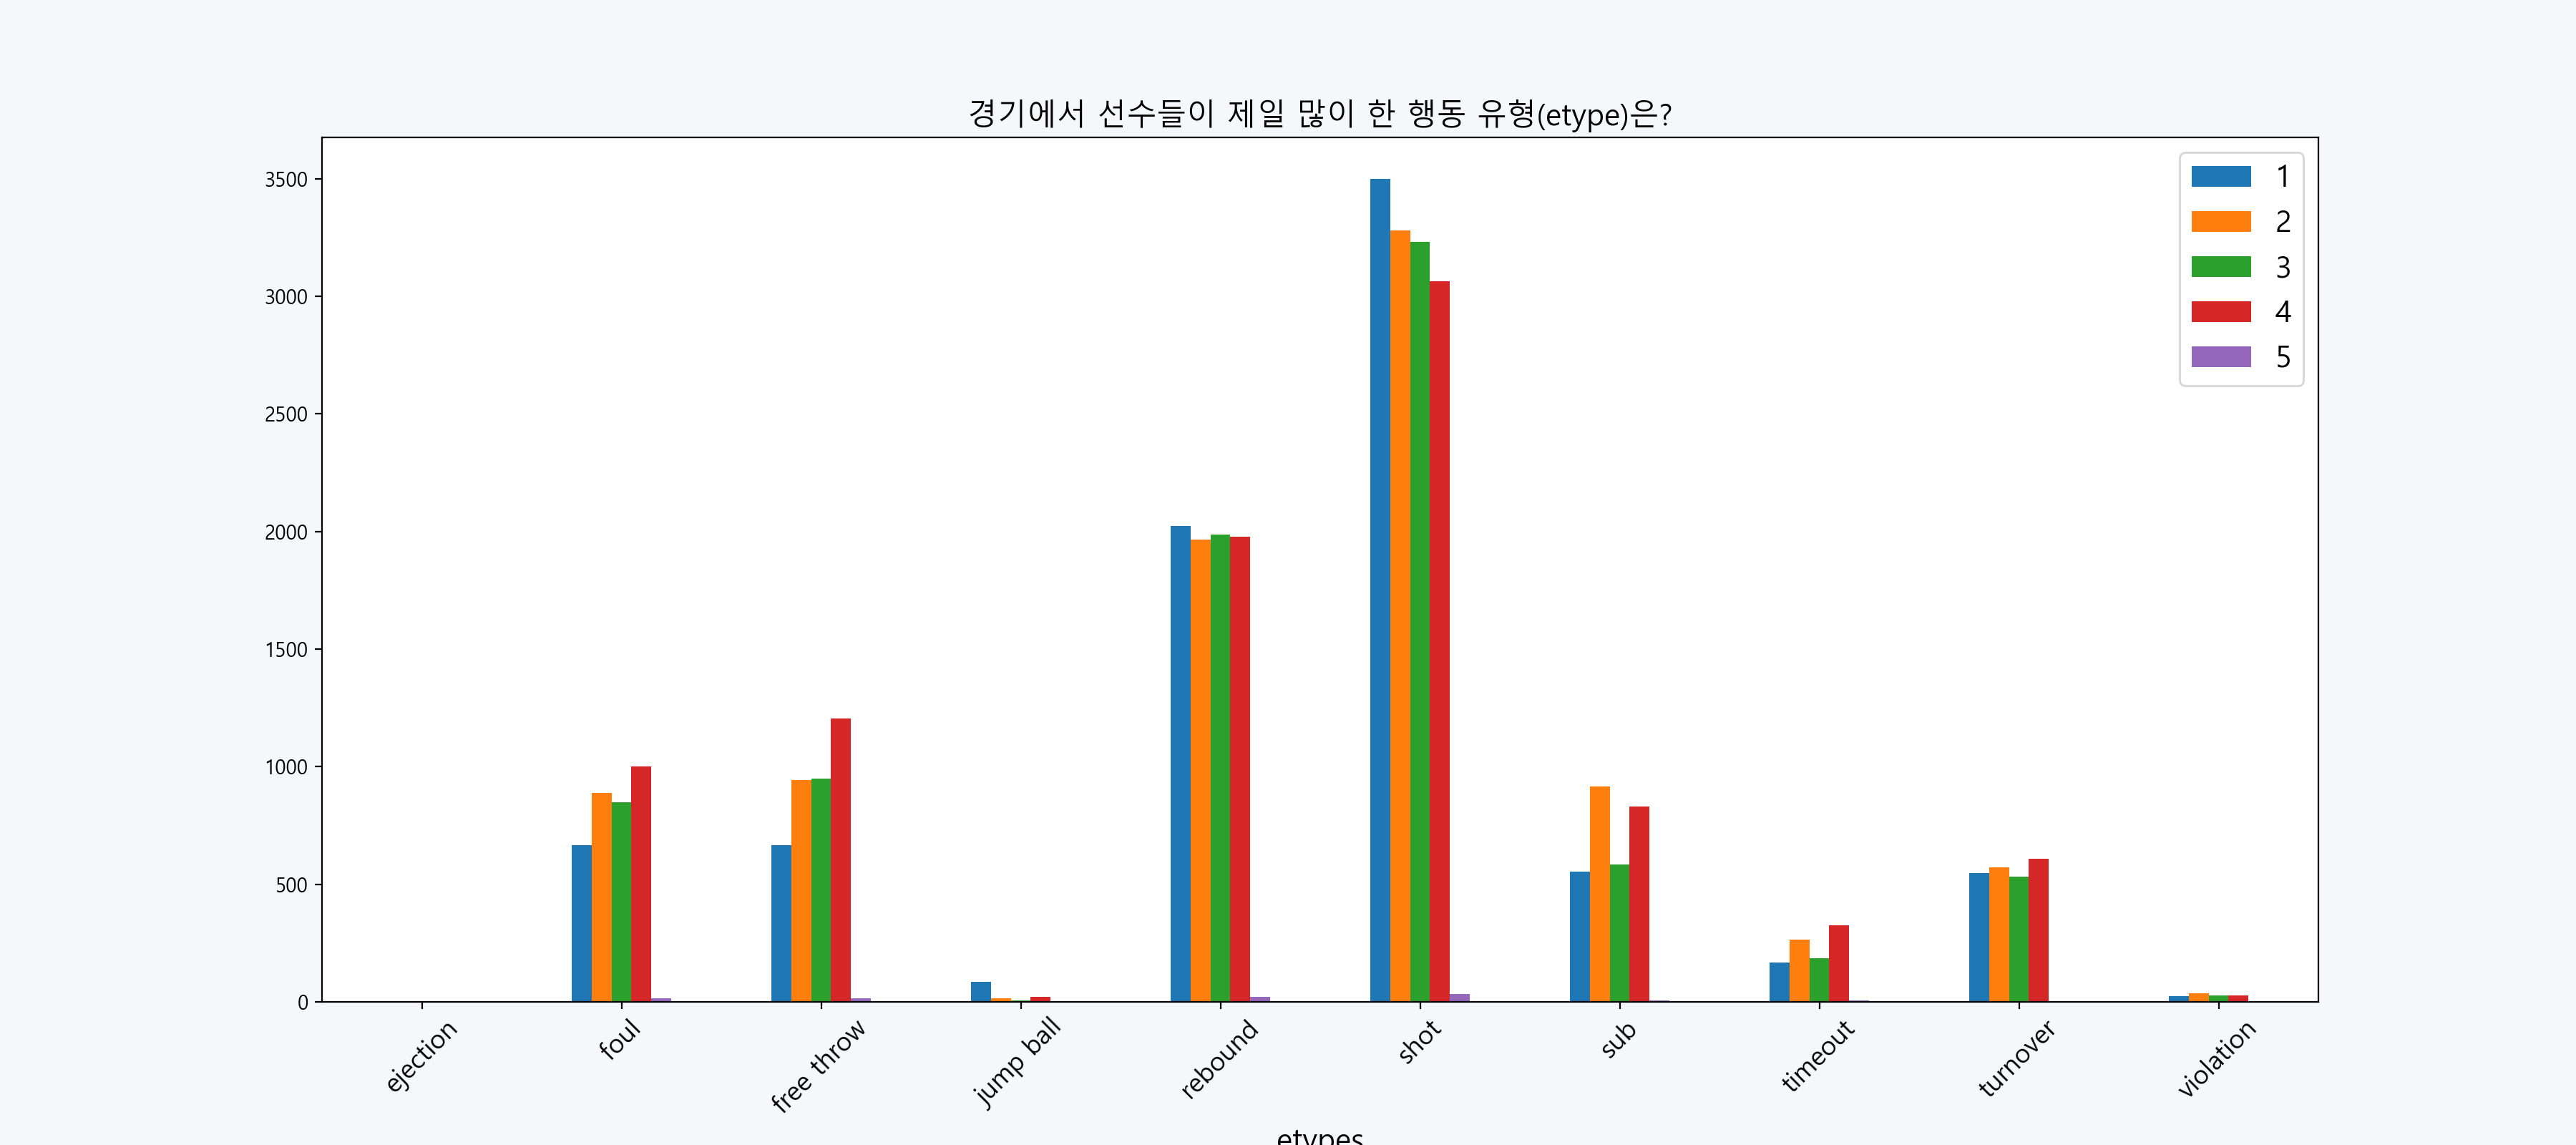 경기에서 선수들이 제일 많이 한 행동 유형(etype)은?
3500
3000
2500
2000
1500
1000
500
0
1
2
3
4
5
ejection
foul
free throw
jump ball
rebound
shot
sub
timeout
turnover
violation
etypes